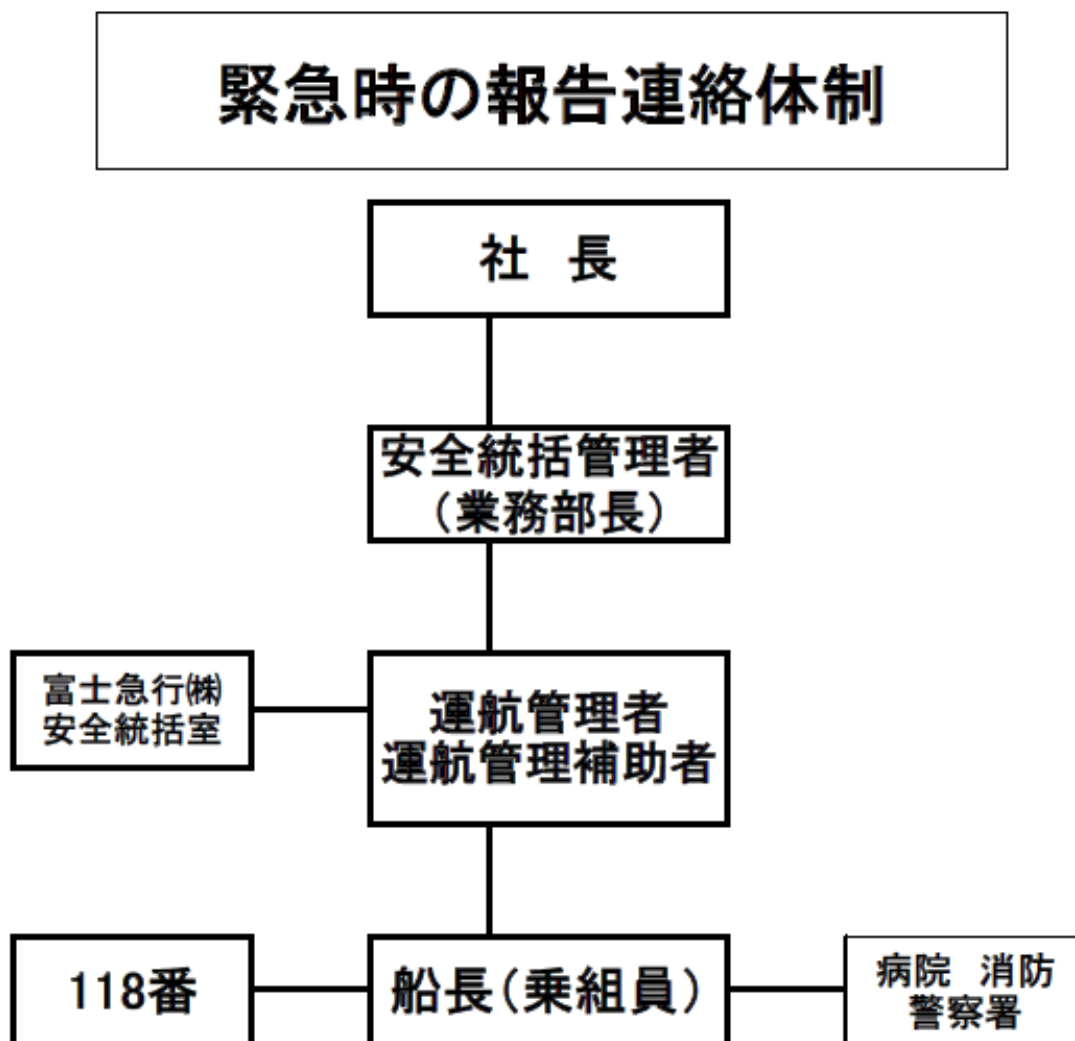 緊急時の報告連絡体制
社 長
安全統括管理者
(業務部長)
富士急行㈱
安全統括室
運航管理者
運航管理補助者
118番
船長(乗組員)
病院 消防
警察署